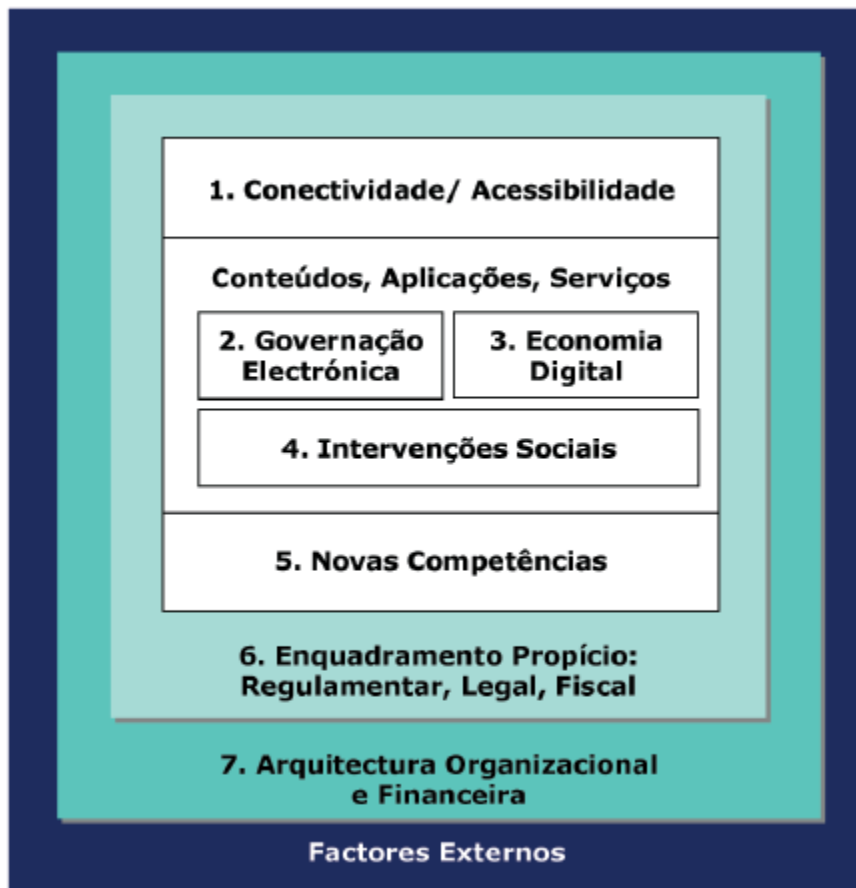 1. Conectividade/ Acessibilidade
Conteúdos, Aplicações, Serviços
2. Governação
Electrónica
3. Economia
Digital
4. Intervenções Sociais
5. Novas Competências
6. Enquadramento Propício:
Regulamentar, Legal, Fiscal
7. Arquitectura Organizacional
e Financeira
Factores Externos